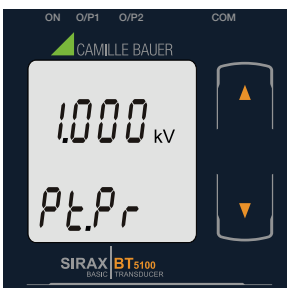 ON O/P1 O/P2 COM
CAMILLE BAUER
1.000 kV
Pt.Pr
SIRAX BT5100
BASIC TRANSDUCER